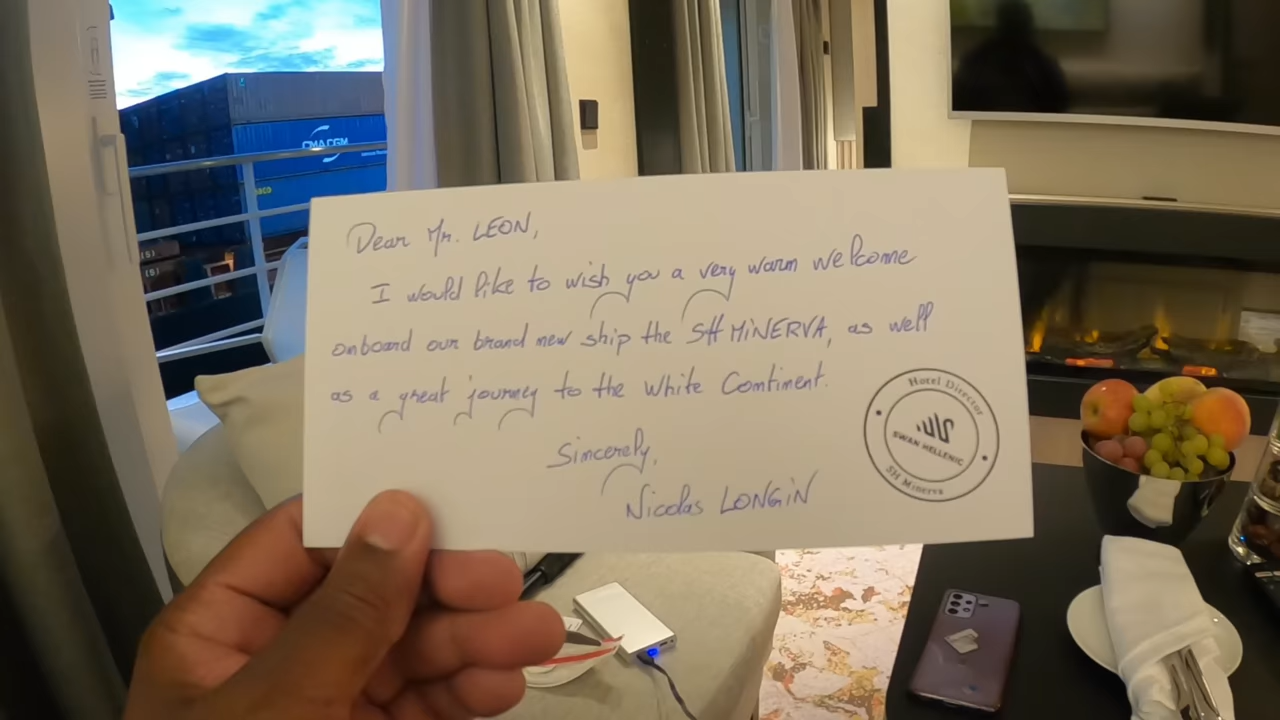 CMA CGM
Dear Mr. LEON,
I would like to wish you a very warm welcome
onboard our brand new ship the SH MiNERVA, as well
as a great journey to the White Continent.
Sincerely,
Nicolas LONGiN
Hotel Director
SWAN HELLENIC
SH Minerva